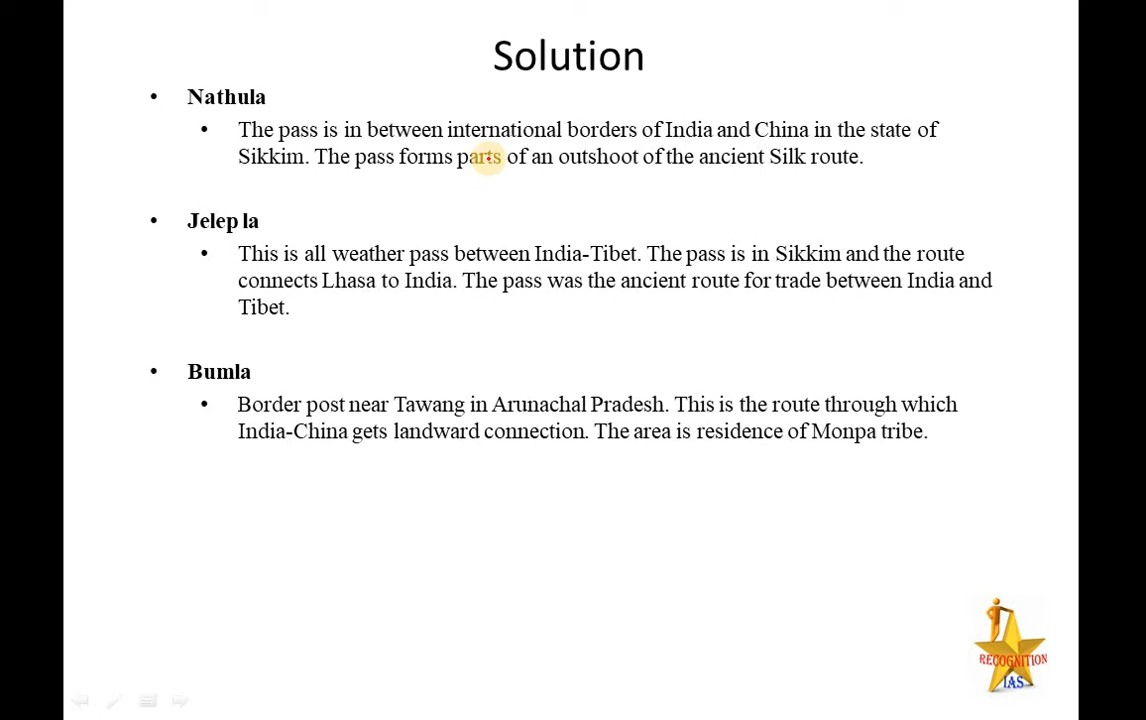 Solution
• Nathula
• The pass is in between international borders of India and China in the state of
Sikkim. The pass forms parts of an outshoot of the ancient Silk route.
• Jelep la
• This is all weather pass between India-Tibet. The pass is in Sikkim and the route
connects Lhasa to India. The pass was the ancient route for trade between India and
Tibet.
• Bumla
• Border post near Tawang in Arunachal Pradesh. This is the route through which
India-China gets landward connection. The area is residence of Monpa tribe.
RECOGNITION
IAS